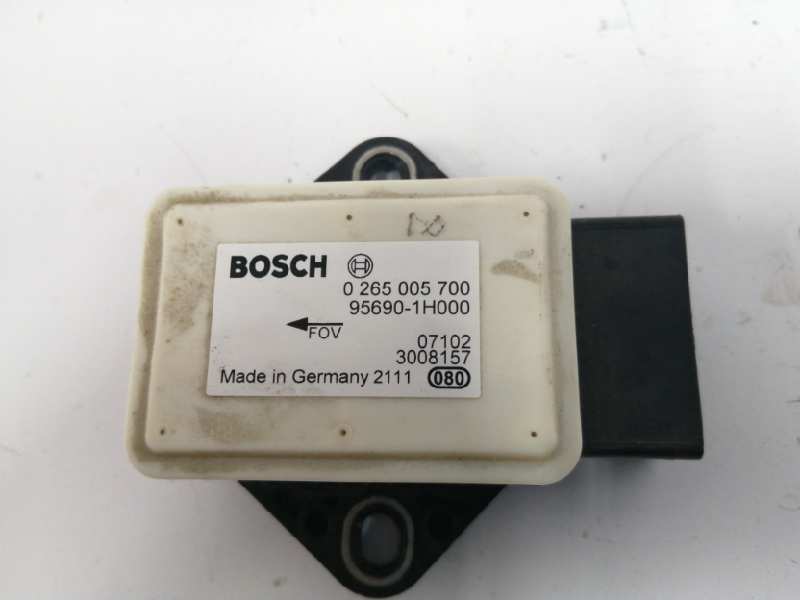 BOSCH
0 265 005 700
95690-1H000
FOV
07102
3008157
Made in Germany 2111 080